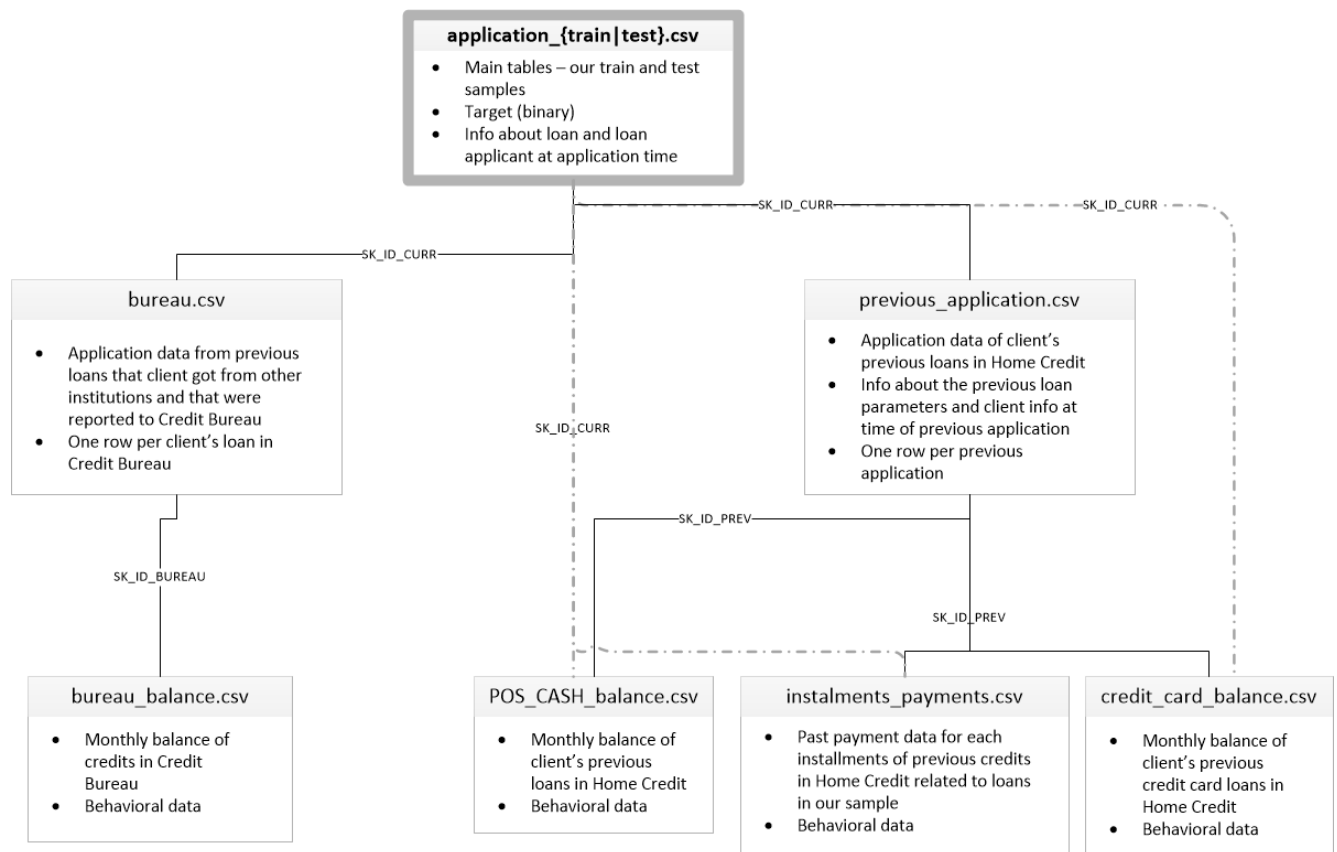 application_{train|test}.csv
• Main tables – our train and test
samples
• Target (binary)
• Info about loan and loan
applicant at application time
SK_ID_CURR
SK_ID_CURR
SK_ID_CURR
bureau.csv
• Application data from previous
loans that client got from other
institutions and that were
reported to Credit Bureau
• One row per client's loan in
Credit Bureau
previous_application.csv
• Application data of client's
previous loans in Home Credit
• Info about the previous loan
parameters and client info at
time of previous application
• One row per previous
application
SK_ID_CURR
SK_ID_PREV
SK_ID_BUREAU
SK_ID_PREV
bureau_balance.csv
• Monthly balance of
credits in Credit
Bureau
• Behavioral data
POS_CASH_balance.csv
• Monthly balance of
client's previous
loans in Home Credit
• Behavioral data
instalments_payments.csv
• Past payment data for each
installments of previous credits
in Home Credit related to loans
in our sample
• Behavioral data
credit_card_balance.csv
• Monthly balance of
client's previous
credit card loans in
Home Credit
• Behavioral data